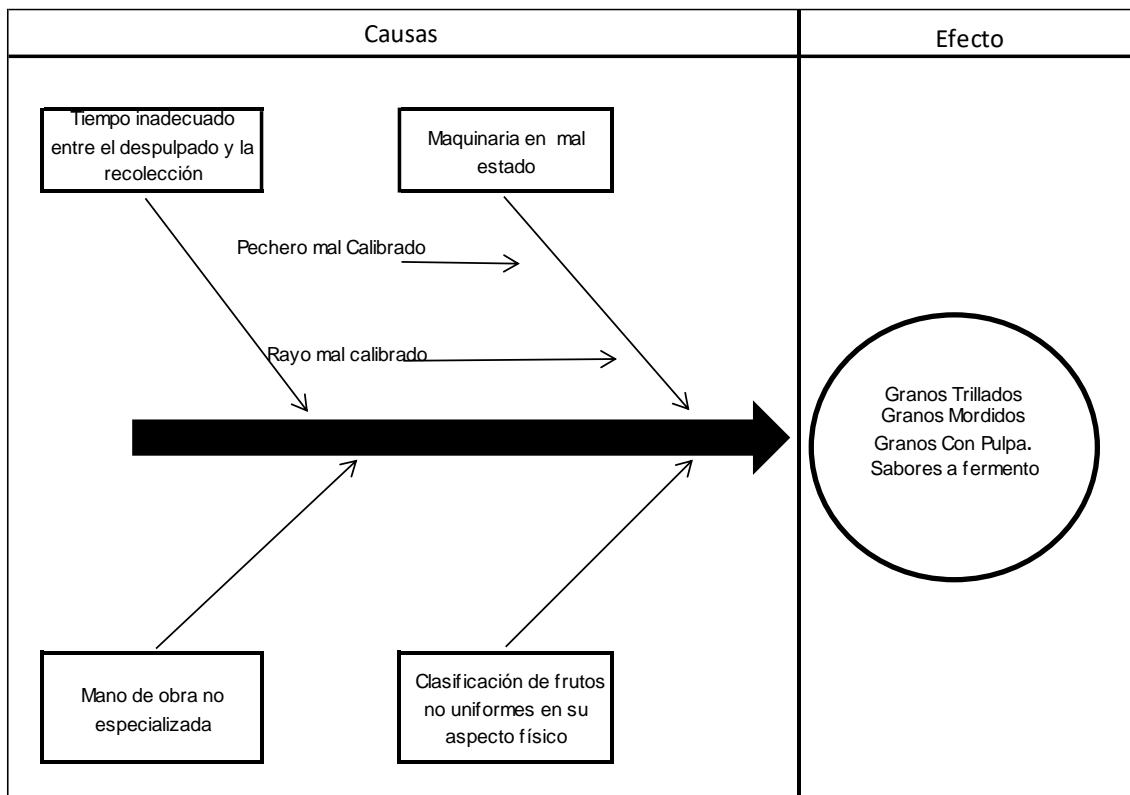 Causas
Efecto
Tiempo inadecuado
entre el despulpado y la
recolección
Maquinaria en mal
estado
Pechero mal Calibrado
Rayo mal calibrado
Granos Trillados
Granos Mordidos
Granos Con Pulpa.
Sabores a fermento
Mano de obra no
especializada
Clasificación de frutos
no uniformes en su
aspecto físico